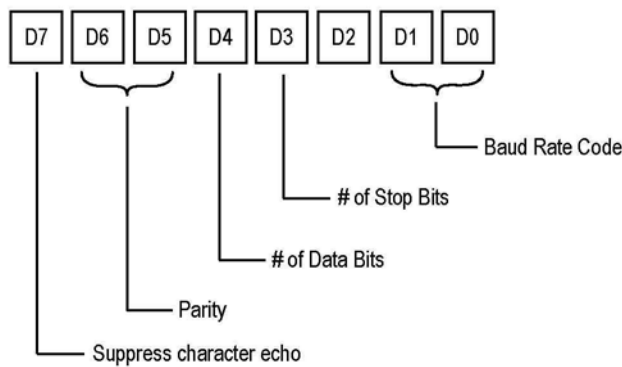 D7 D6 D5 D4 D3 D2 D1 D0
Baud Rate Code
# of Stop Bits
# of Data Bits
Parity
Suppress character echo